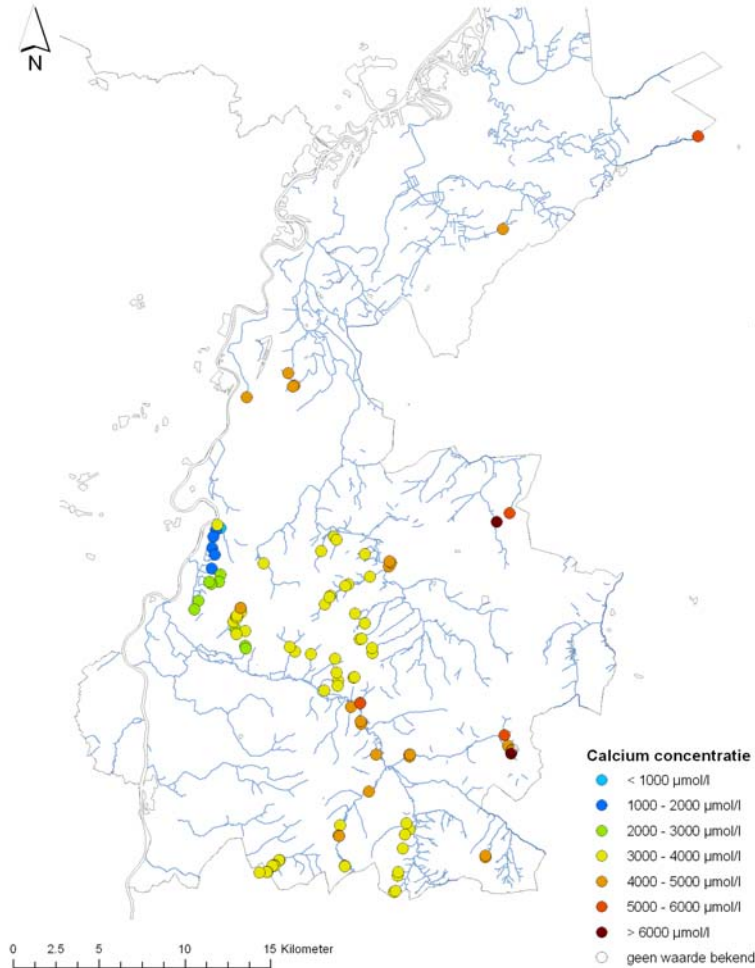 N
Calcium concentratie
< 1000 µmol/l
1000 - 2000 µmol/l
2000 - 3000 µmol/l
3000 - 4000 µmol/l
4000 - 5000 µmol/l
5000 - 6000 µmol/l
> 6000 µmol/l
geen waarde bekend
0 2.5 5 10 15 Kilometer